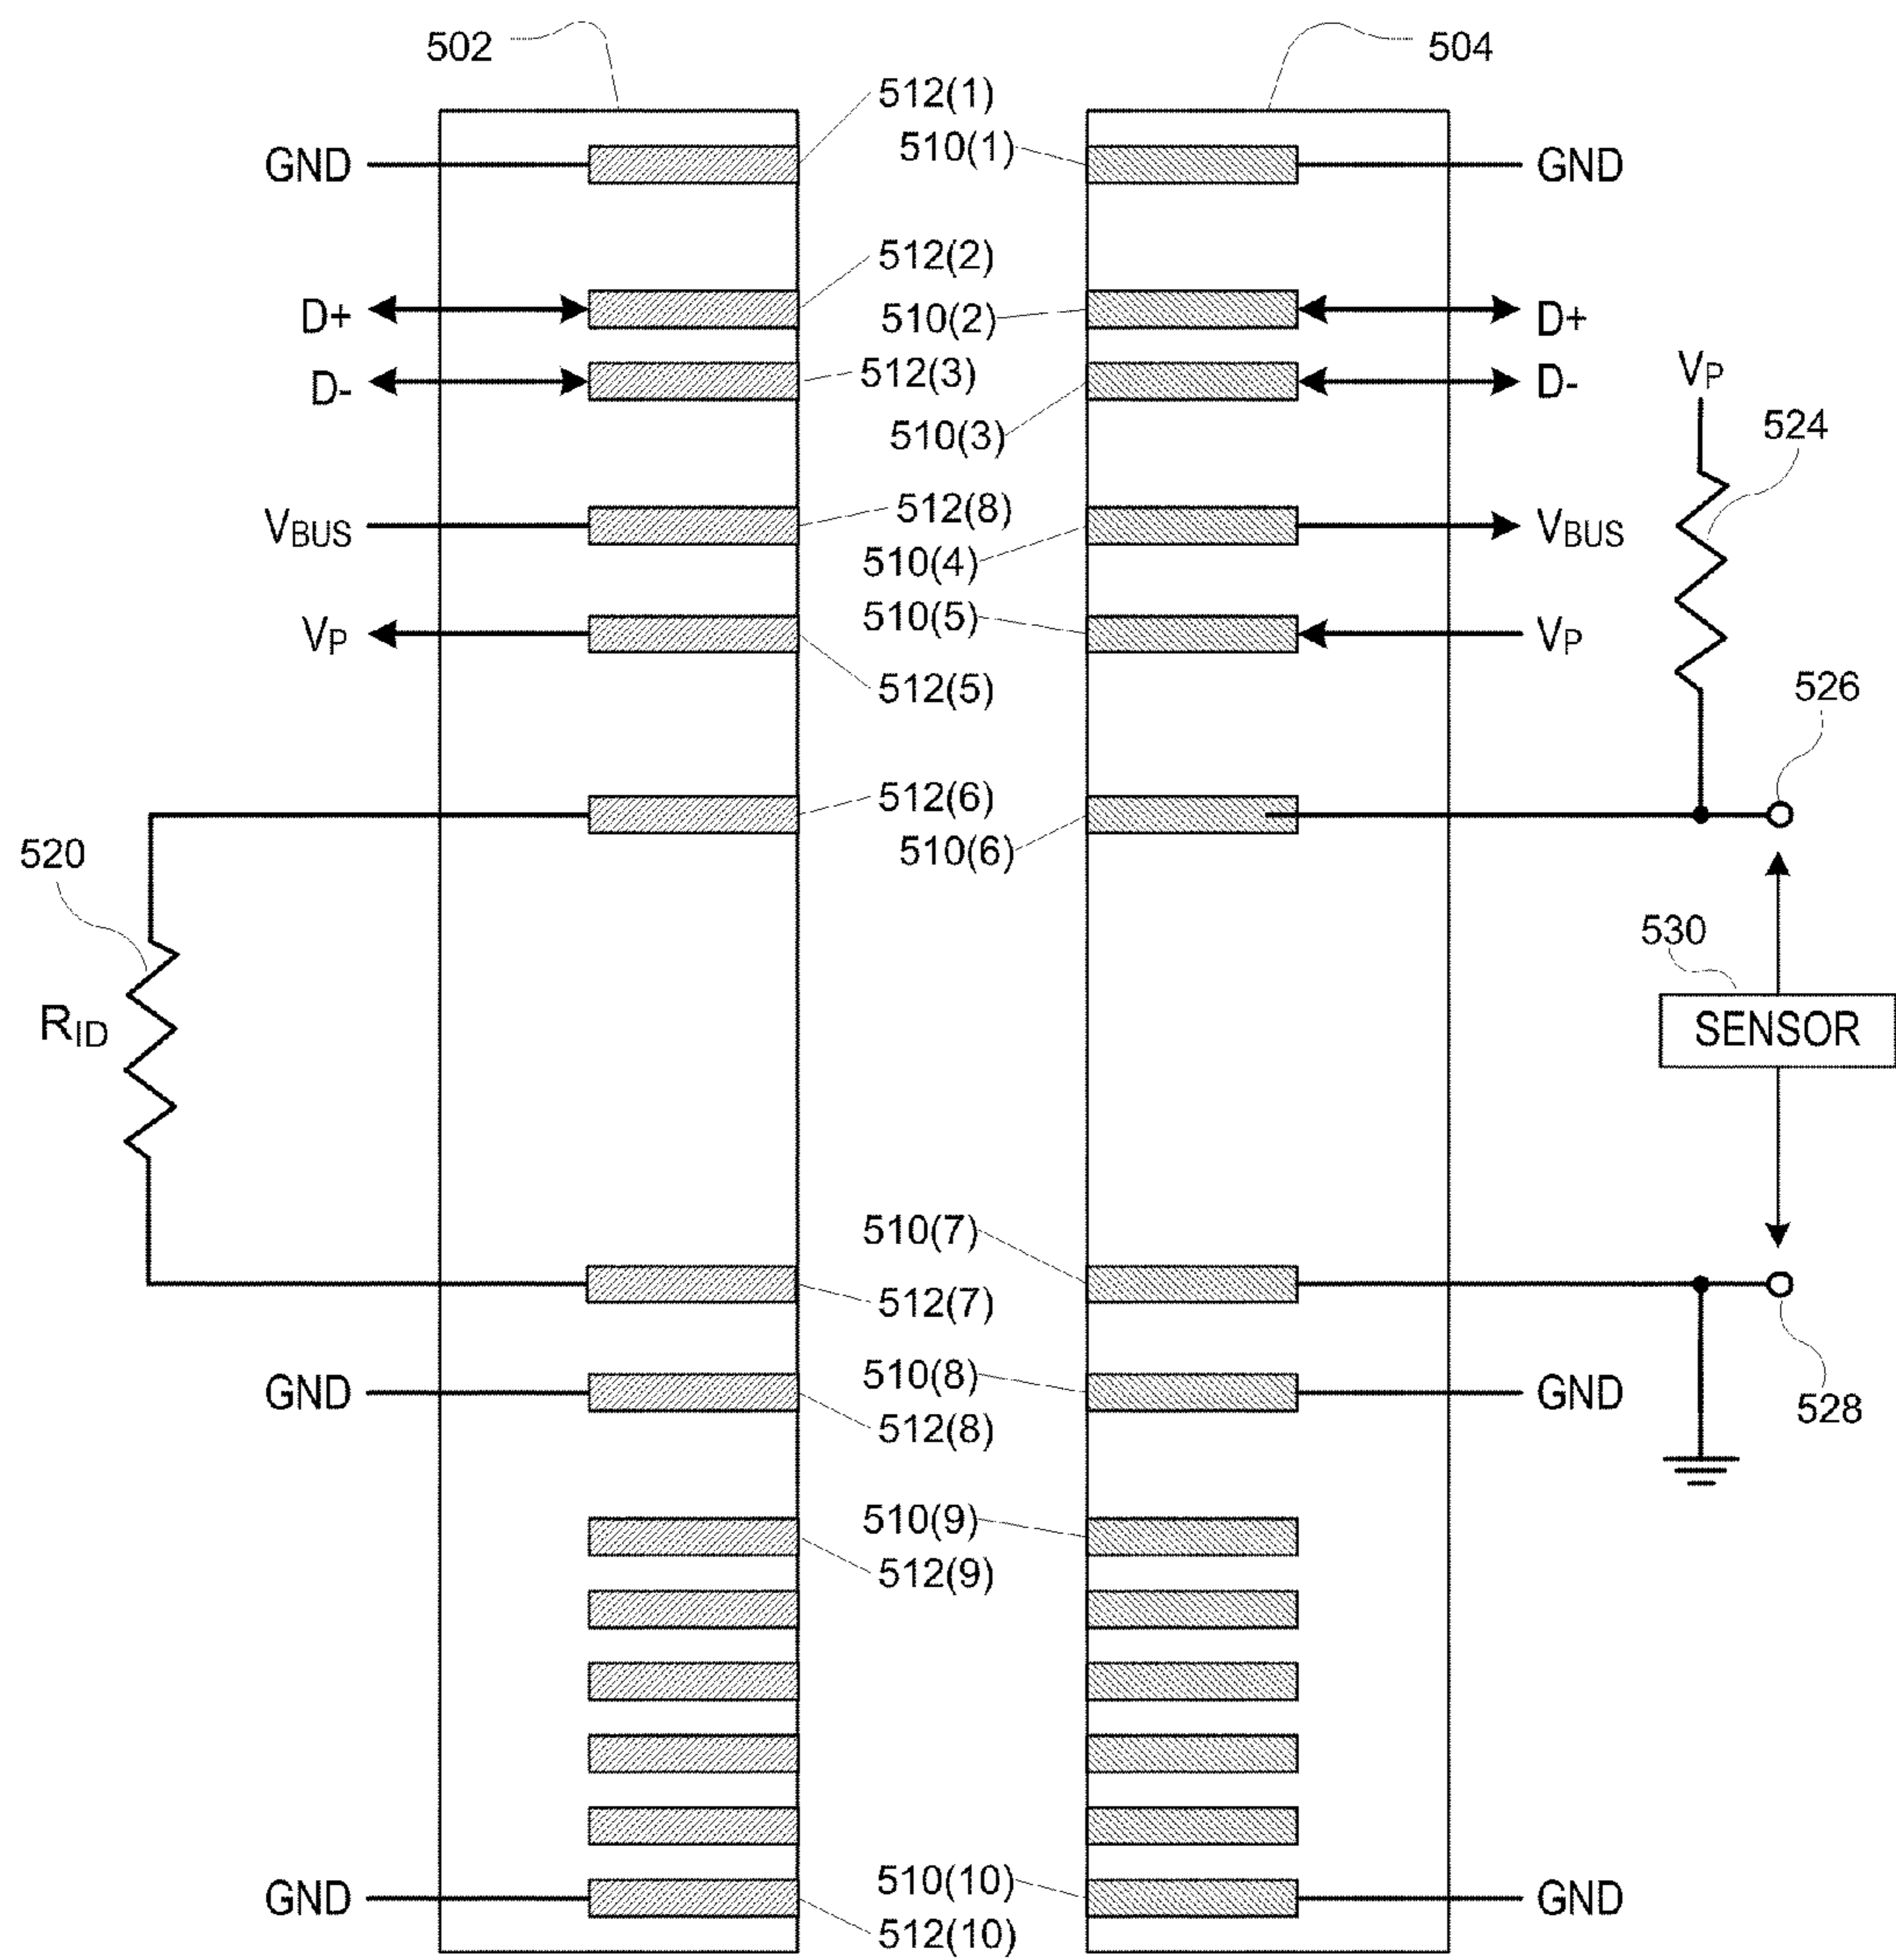 502
504
512(1)
510(1)
GND
GND
512(2)
510(2)
D+
D+
512(3)
D-
D-
VP
510(3)
524
512(8)
VBUS
VBUS
510(4)
510(5)
VP
VP
512(5)
526
512(6)
510(6)
520
530
RID
SENSOR
510(7)
512(7)
510(8)
GND
GND
528
512(8)
510(9)
512(9)
510(10)
GND
GND
512(10)